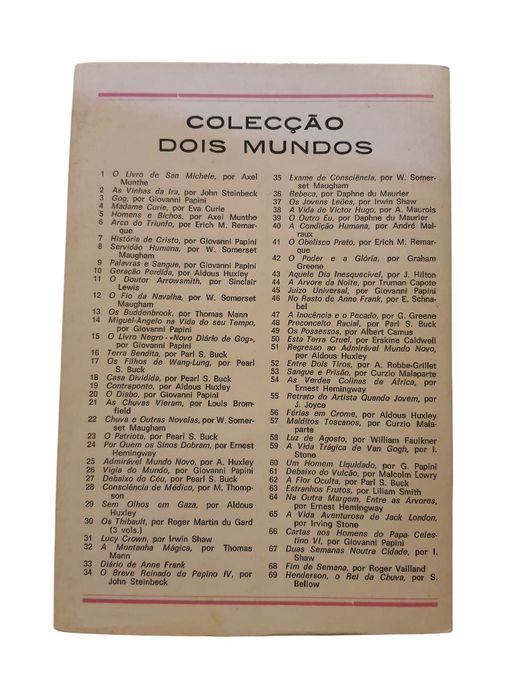 COLECÇÃO
DOIS MUNDOS
1 O Livro de San Michele, por Axel
Munthe
2 As Vinhas da Ira, por John Steinbeck
3 Gog, por Giovanni Papini
4 Madame Curie, por Eva Curie
5 Homens e Bichos, por Axel Munthe
6 Arco do Triunfo, por Erich M. Remar-
que
7 História de Cristo, por Giovanni Papini
8 Servidão Humana, por W. Somerset
Maugham
9 Palavras e Sangue, por Giovanni Papini
10 Geração Perdida, por Aldous Huxley
11 O Doutor Arrowsmith, por Sinclair
Lewis
12 O Fio da Navalha, por W. Somerset
Maugham
13 Os Buddenbrook, por Thomas Mann
14 Miguel-Angelo na Vida do seu Tempo,
por Giovanni Papini
15 O Livro Negro - «Novo Diário de Gog»,
por Giovanni Papini
16 Terra Bendita, por Parl S. Buck
17 Os Filhos de Wang-Lung, por Pearl
S. Buck
18 Casa Dividida, por Pearl S. Buck
19 Contraponto, por Aldous Huxley
20 O Diabo, por Giovanni Papini
21 As Chuvas Vieram, por Louis Brom-
field
22 Chuva e Outras Novelas, por W. Somer-
set Maugham
23 O Patriota, por Pearl S. Buck
24 Por Quem os Sinos Dobram, por Ernest
Hemingway
25 Admirável Mundo Novo, por A. Huxley
26 Vigia do Mundo, por Giovanni Papini
27 Debaixo do Céu, por Pearl S. Buck
28 Consciência de Médico, por M. Thomp-
son
29 Sem Olhos em Gaza, por Aldous
Huxley
30 Os Thibault, por Roger Martin du Gard
(3 vols.)
31 Lucy Crown, por Irwin Shaw
32 A Montanha Mágica, por Thomas
Mann
33 Diário de Anne Frank
34 O Breve Reinado de Pepino IV, por
John Steinbeck
35 Exame de Consciência, por W. Somer-
set Maugham
36 Rebeca, por Daphne du Maurier
37 Os Jovens Leões, por Irwin Shaw
38 A Vida de Victor Hugo, por A. Maurois
39 O Outro Eu, por Daphne du Maurier
40 A Condição Humana, por André Mal-
raux
41 O Obelisco Preto, por Erich M. Remar-
que
42 O Poder e a Glória, por Graham
Greene
43 Aquele Dia Inesquecível, por J. Hilton
44 A Árvore da Noite, por Truman Capote
45 Juízo Universal, por Giovanni Papini
46 No Rasto de Anne Frank, por E. Schna-
bel
47 A Inocência e o Pecado, por G. Greene
48 Preconceito Racial, por Parl S. Buck
49 Os Possessos, por Albert Camus
50 Esta Terra Cruel, por Erskine Caldwell
51 Regresso ao Admirável Mundo Novo,
por Aldous Huxley
52 Entre Dois Tiros, por A. Robbe-Grillet
53 Sangue e Prisão, por Curzio Malaparte
54 As Verdes Colinas de África, por
Ernest Hemingway
55 Retrato do Artista Quando Jovem, por
J. Joyce
56 Férias em Crome, por Aldous Huxley
57 Malditos Toscanos, por Curzio Mala-
parte
58 Luz de Agosto, por William Faulkner
59 A Vida Trágica de Van Gogh, por I.
Stone
60 Um Homem Liquidado, por G. Papini
61 Debaixo do Vulcão, por Malcolm Lowry
62 A Flor Oculta, por Parl S. Buck
63 Estranhos Frutos, por Liliam Smith
64 Na Outra Margem, Entre as Árvores,
por Ernest Hemingway
65 A Vida Aventurosa de Jack London,
por Irving Stone
66 Cartas aos Homens do Papa Celes-
tino VI, por Giovanni Papini
67 Duas Semanas Noutra Cidade, por I.
Shaw
68 Fim de Semana, por Roger Vailland
69 Henderson, o Rei da Chuva, por S.
Bellow